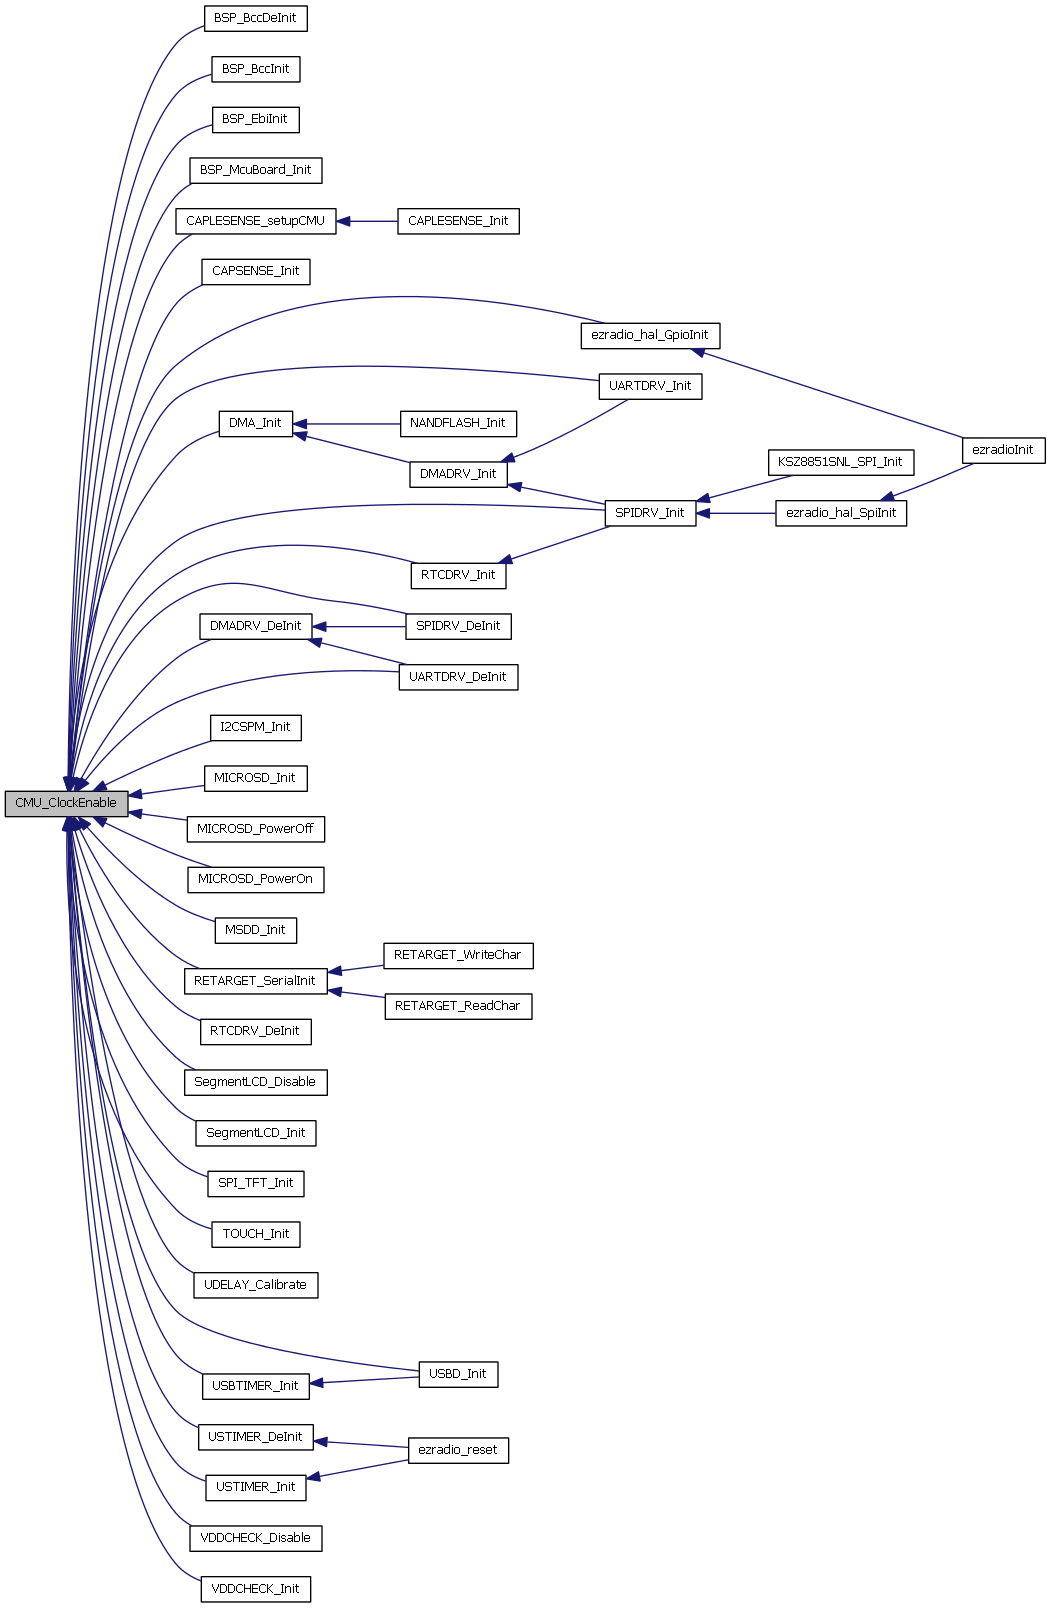 BSP_BccDeInit
BSP_BccInit
BSP_EbiInit
BSP_McuBoard_Init
CAPLESENSE_setupCMU
CAPLESENSE_Init
CAPSENSE_Init
ezradio_hal_GpioInit
UARTDRV_Init
DMA_Init
NANDFLASH_Init
ezradioInit
KSZ8851SNL_SPI_Init
DMADRV_Init
SPIDRV_Init
ezradio_hal_SpiInit
RTCDRV_Init
DMADRV_DeInit
SPIDRV_DeInit
UARTDRV_DeInit
I2CSPM_Init
MICROSD_Init
CMU_ClockEnable
MICROSD_PowerOff
MICROSD_PowerOn
MSDD_Init
RETARGET_WriteChar
RETARGET_SerialInit
RETARGET_ReadChar
RTCDRV_DeInit
SegmentLCD_Disable
SegmentLCD_Init
SPI_TFT_Init
TOUCH_Init
UDELAY_Calibrate
USBD_Init
USBTIMER_Init
USTIMER_DeInit
ezradio_reset
USTIMER_Init
VDDCHECK_Disable
VDDCHECK_Init